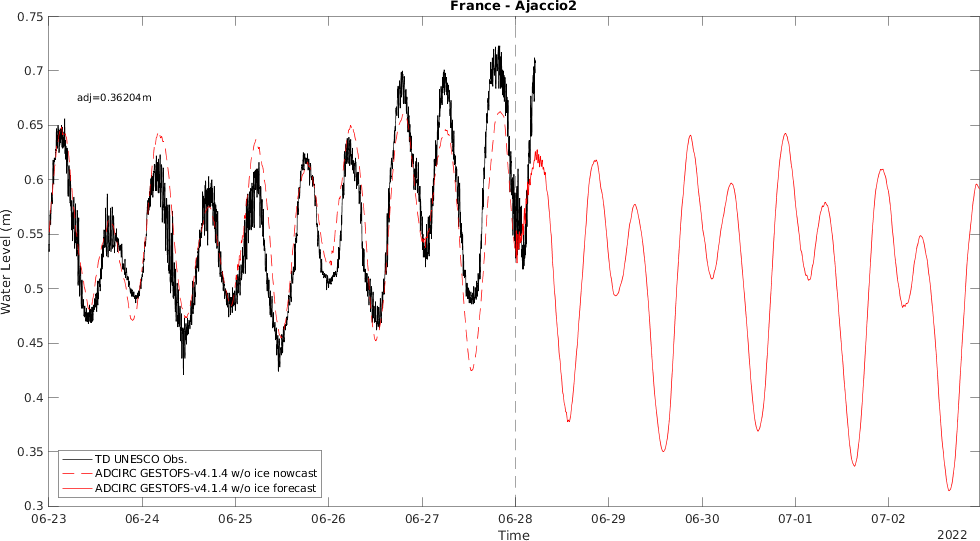 France - Ajaccio2
0.75
0.7
0.65
0.6
0.55
0.5
0.45
0.4
0.35
0.3
Water Level (m)
adj=0.36204m
TD UNESCO Obs.
ADCIRC GESTOFS-v4.1.4 w/o ice nowcast
ADCIRC GESTOFS-v4.1.4 w/o ice forecast
06-23 06-24 06-25 06-26 06-27 06-28 06-29 06-30 07-01 07-02
Time
2022